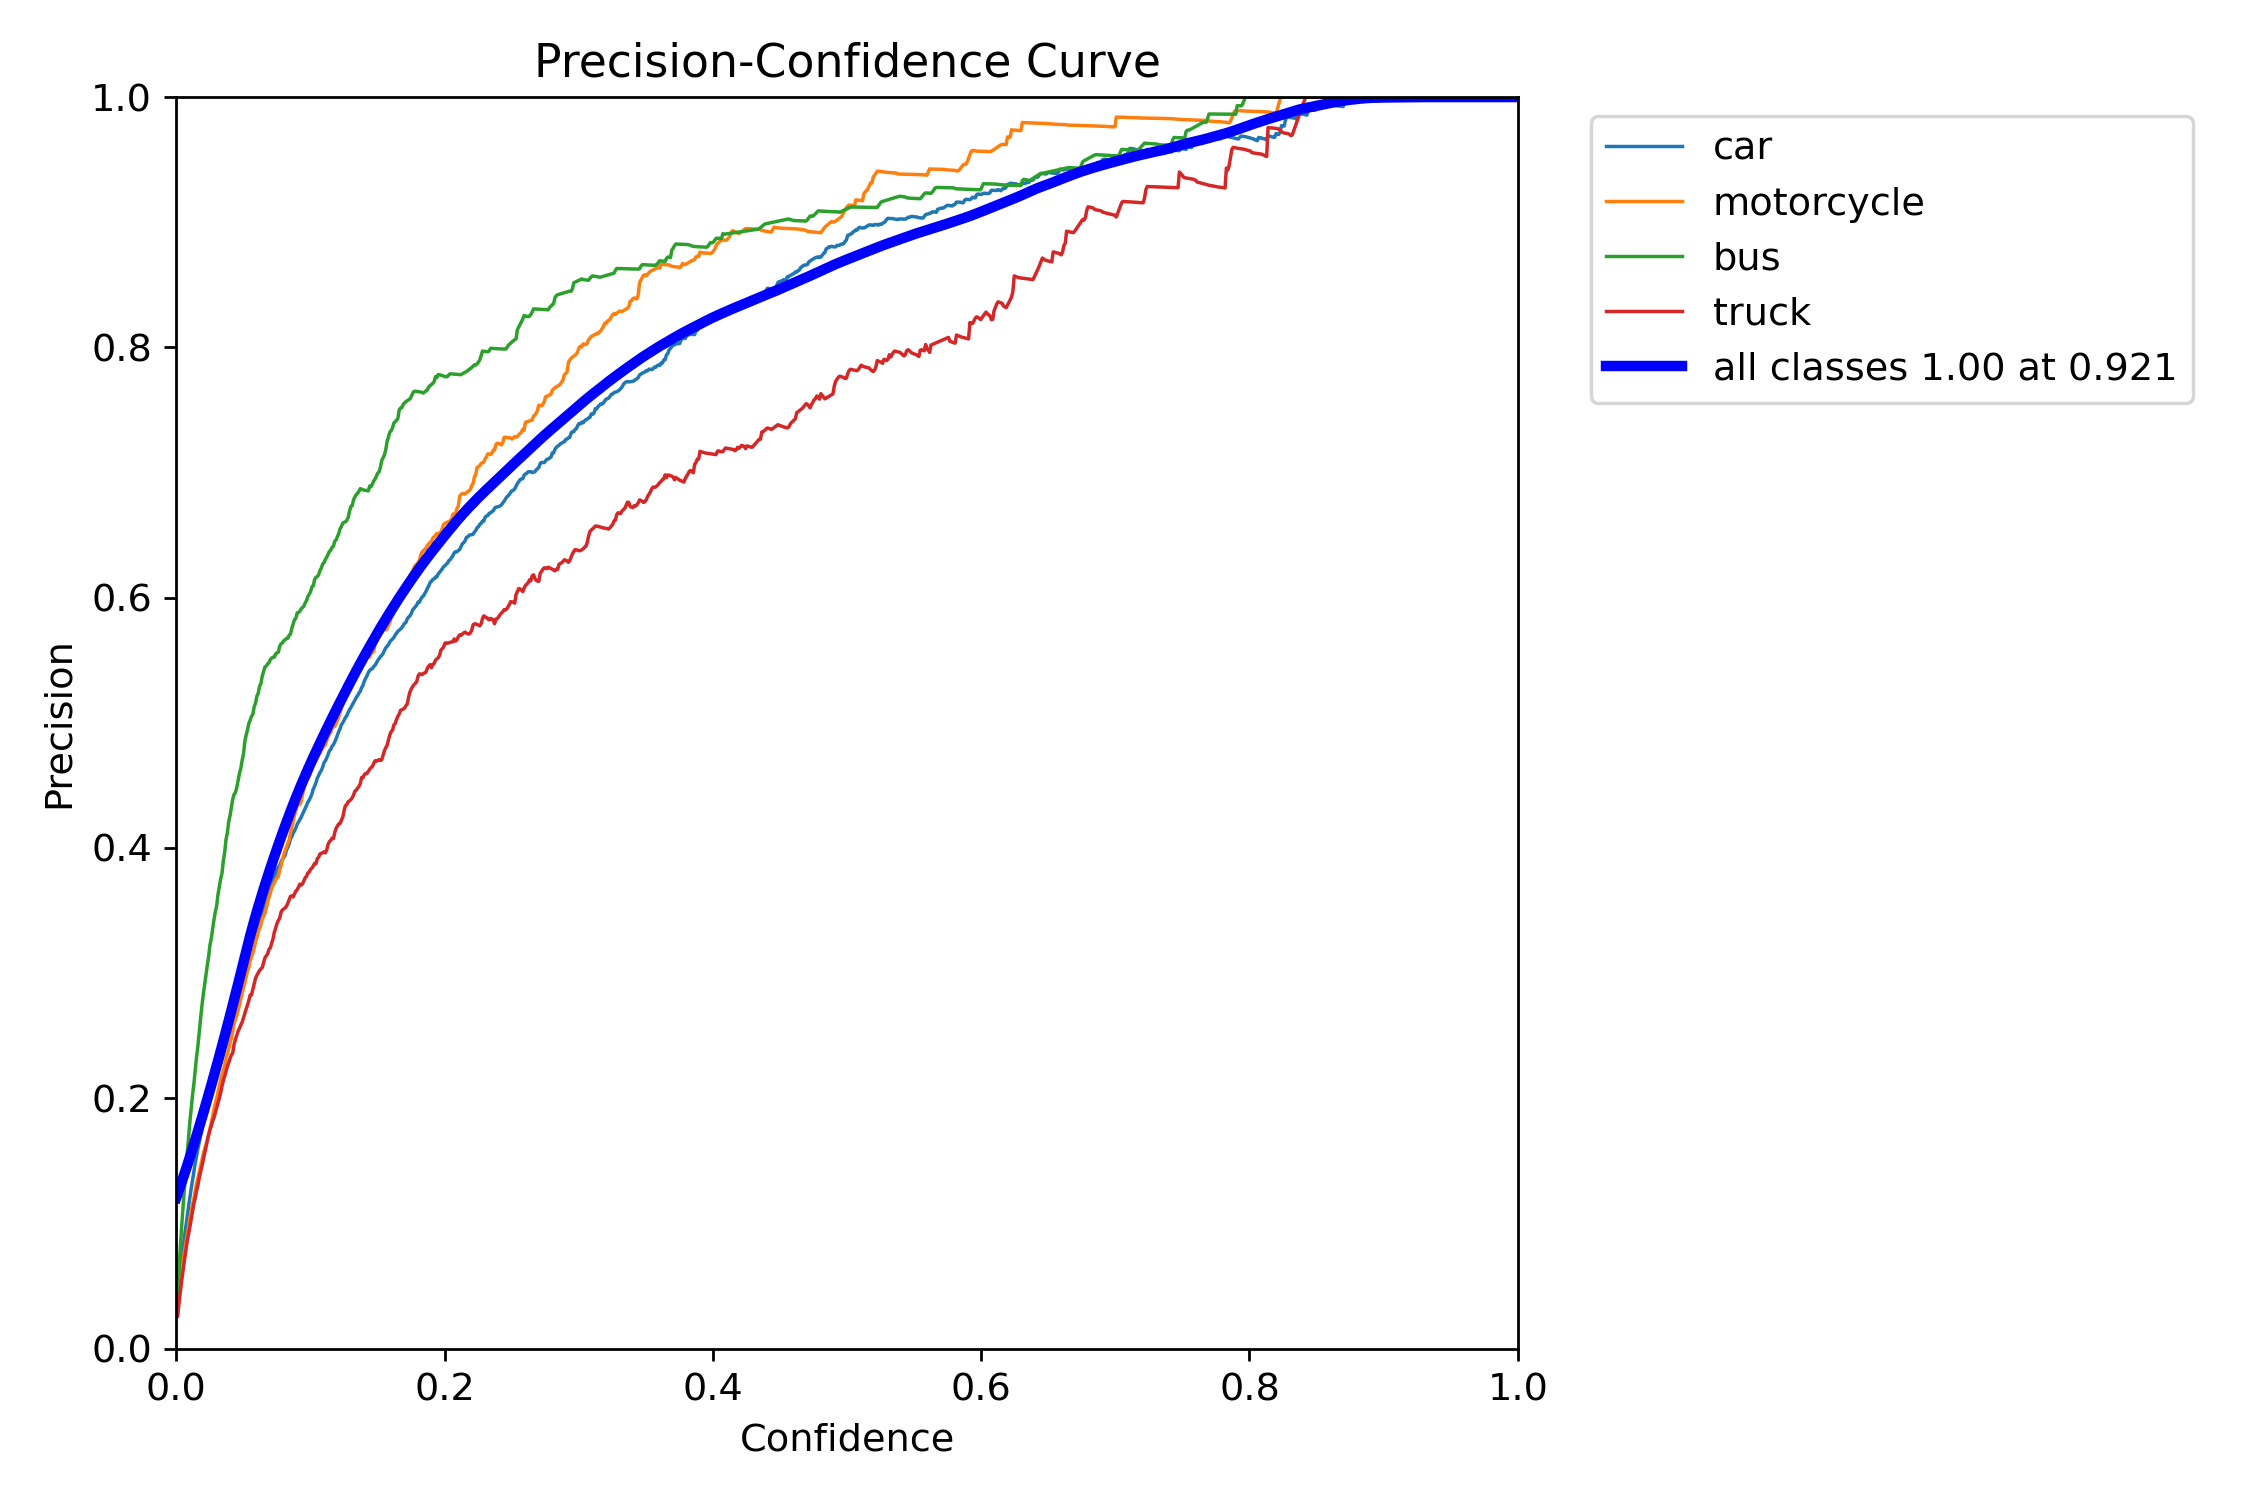 Precision-Confidence Curve
1.0
0.8
0.6
0.4
0.2
0.0
Precision
0.0 0.2 0.4 0.6 0.8 1.0
Confidence
car
motorcycle
bus
truck
all classes 1.00 at 0.921